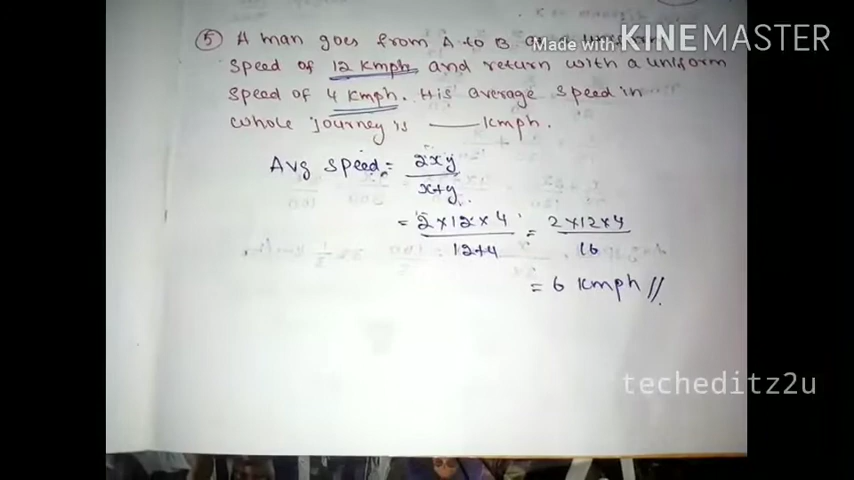 ⑤ A man goes from A to B
Made with KINEMASTER
speed of 12 kmph and return with a uniform
speed of 4 kmph. His average speed in
whole journey is ___ kmph.
Avg speed = 2xy / x+y
= 2×12×4 / 12+4 = 2×12×4 / 16
= 6 kmph //
techeditz2u